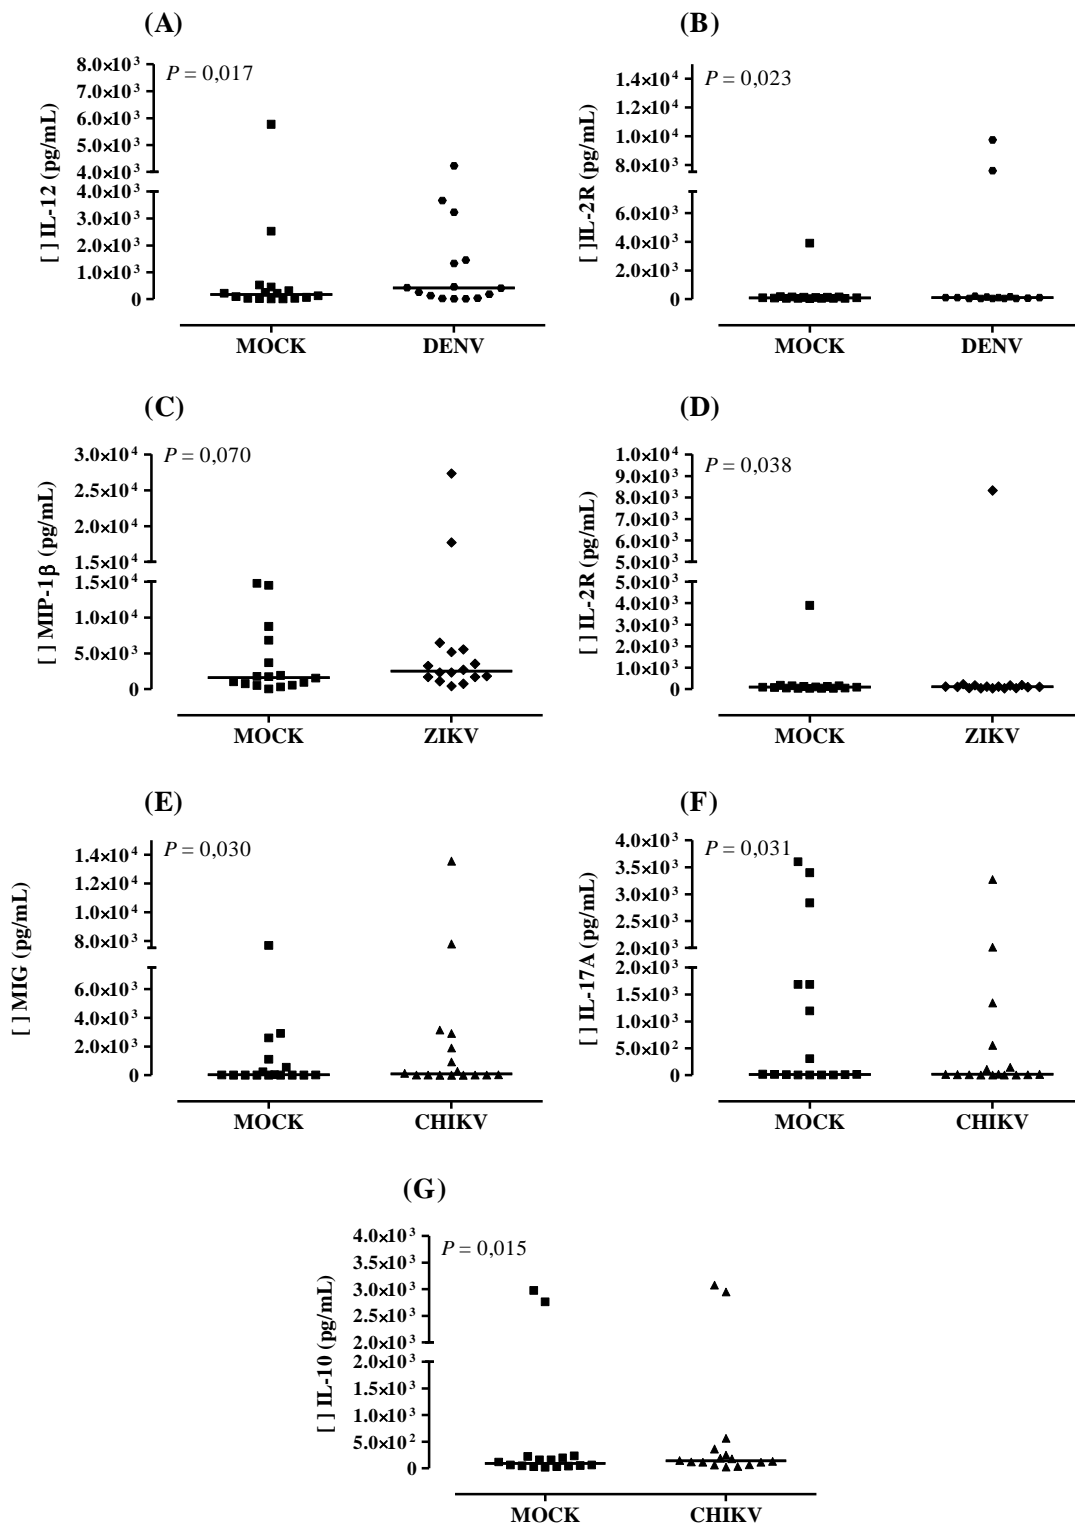 (A)
[ ] IL-12 (pg/mL)
8.0×10³
7.0×10³
6.0×10³
5.0×10³
4.0×10³
4.0×10³
3.0×10³
2.0×10³
1.0×10³
0
P = 0,017
MOCK DENV
(B)
[ ]IL-2R (pg/mL)
1.4×10⁴
1.2×10⁴
1.0×10⁴
8.0×10³
6.0×10³
4.0×10³
2.0×10³
0
P = 0,023
MOCK DENV
(C)
[ ] MIP-1β (pg/mL)
3.0×10⁴
2.5×10⁴
2.0×10⁴
1.5×10⁴
1.5×10⁴
1.0×10⁴
5.0×10³
0
P = 0,070
MOCK ZIKV
(D)
[ ] IL-2R (pg/mL)
1.0×10⁴
9.0×10³
8.0×10³
7.0×10³
6.0×10³
5.0×10³
5.0×10³
4.0×10³
3.0×10³
2.0×10³
1.0×10³
0
P = 0,038
MOCK ZIKV
(E)
[ ] MIG (pg/mL)
1.4×10⁴
1.2×10⁴
1.0×10⁴
8.0×10³
6.0×10³
4.0×10³
2.0×10³
0
P = 0,030
MOCK CHIKV
(F)
[ ] IL-17A (pg/mL)
4.0×10³
3.5×10³
3.0×10³
2.5×10³
2.0×10³
2.0×10³
1.5×10³
1.0×10³
5.0×10²
0
P = 0,031
MOCK CHIKV
(G)
[ ] IL-10 (pg/mL)
4.0×10³
3.5×10³
3.0×10³
2.5×10³
2.0×10³
2.0×10³
1.5×10³
1.0×10³
5.0×10²
0
P = 0,015
MOCK CHIKV